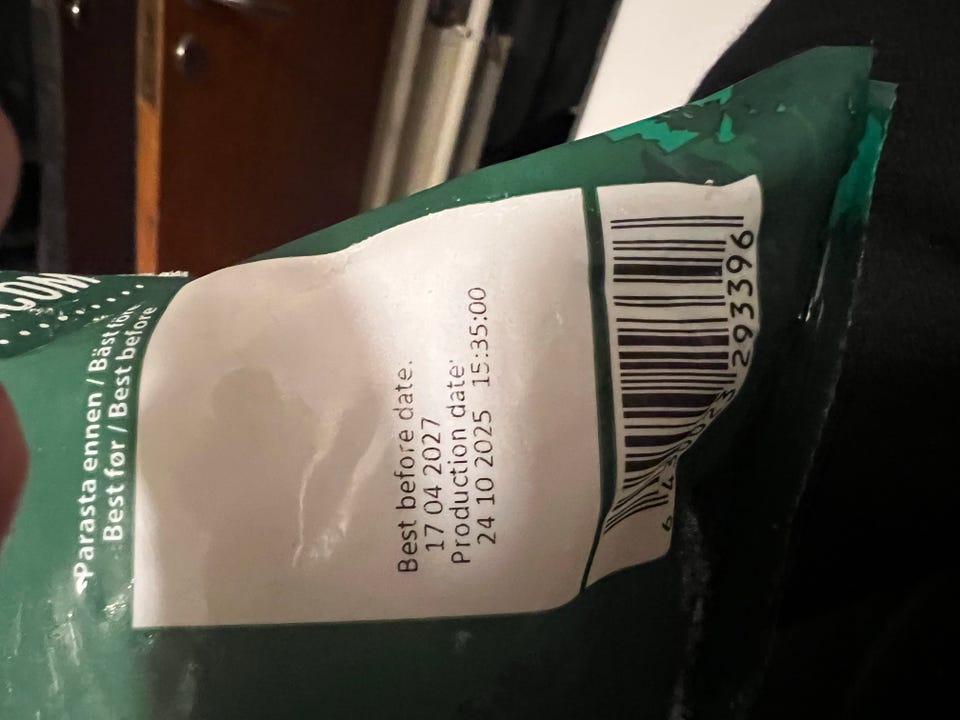 Parasta ennen / Bäst före
Best før / Best before
Best before date:
17 04 2027
Production date:
24 10 2025 15:35:00
293396